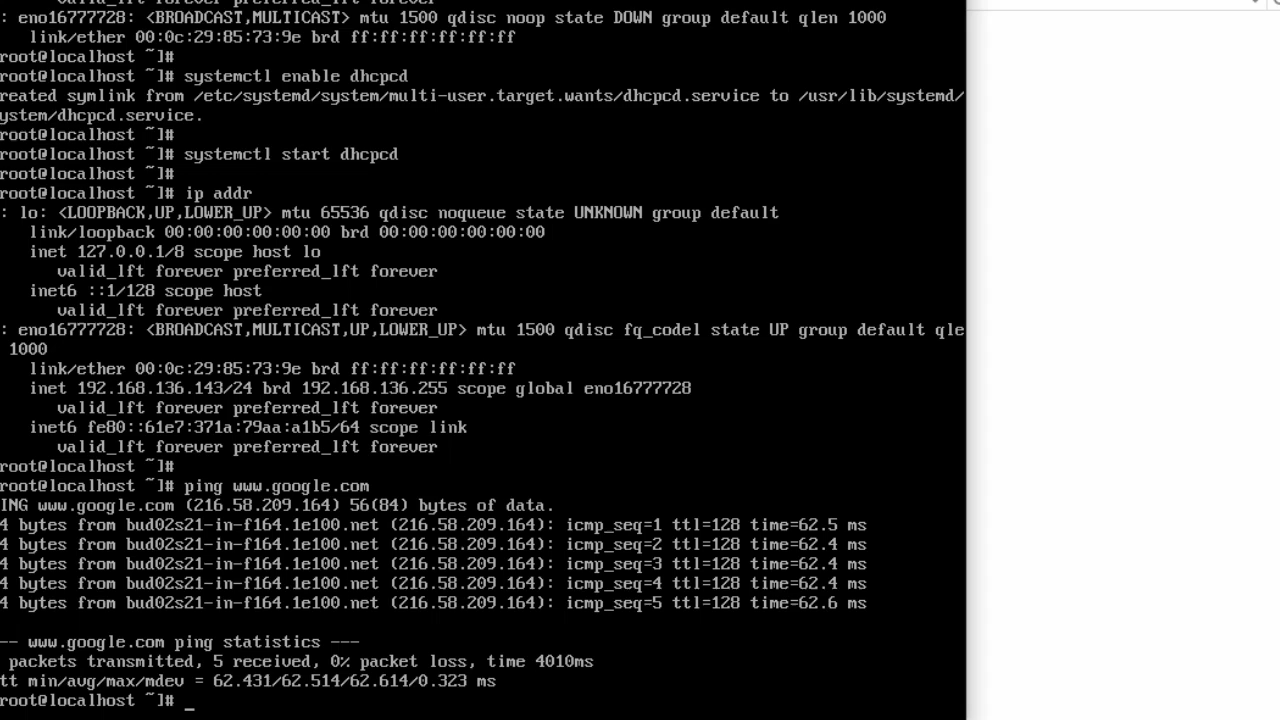 valid_lft forever preferred_lft forever
: eno16777728: <BROADCAST,MULTICAST> mtu 1500 qdisc noop state DOWN group default qlen 1000
link/ether 00:0c:29:85:73:9e brd ff:ff:ff:ff:ff:ff
root@localhost ~]#
root@localhost ~]# systemctl enable dhcpcd
reated symlink from /etc/systemd/system/multi-user.target.wants/dhcpcd.service to /usr/lib/systemd/
ystem/dhcpcd.service.
root@localhost ~]#
root@localhost ~]# systemctl start dhcpcd
root@localhost ~]#
root@localhost ~]# ip addr
: lo: <LOOPBACK,UP,LOWER_UP> mtu 65536 qdisc noqueue state UNKNOWN group default
link/loopback 00:00:00:00:00:00 brd 00:00:00:00:00:00
inet 127.0.0.1/8 scope host lo
valid_lft forever preferred_lft forever
inet6 ::1/128 scope host
valid_lft forever preferred_lft forever
: eno16777728: <BROADCAST,MULTICAST,UP,LOWER_UP> mtu 1500 qdisc fq_codel state UP group default qle
1000
link/ether 00:0c:29:85:73:9e brd ff:ff:ff:ff:ff:ff
inet 192.168.136.143/24 brd 192.168.136.255 scope global eno16777728
valid_lft forever preferred_lft forever
inet6 fe80::61e7:371a:79aa:a1b5/64 scope link
valid_lft forever preferred_lft forever
root@localhost ~]#
root@localhost ~]# ping www.google.com
ING www.google.com (216.58.209.164) 56(84) bytes of data.
4 bytes from bud02s21-in-f164.1e100.net (216.58.209.164): icmp_seq=1 ttl=128 time=62.5 ms
4 bytes from bud02s21-in-f164.1e100.net (216.58.209.164): icmp_seq=2 ttl=128 time=62.4 ms
4 bytes from bud02s21-in-f164.1e100.net (216.58.209.164): icmp_seq=3 ttl=128 time=62.4 ms
4 bytes from bud02s21-in-f164.1e100.net (216.58.209.164): icmp_seq=4 ttl=128 time=62.4 ms
4 bytes from bud02s21-in-f164.1e100.net (216.58.209.164): icmp_seq=5 ttl=128 time=62.6 ms
-- www.google.com ping statistics ---
packets transmitted, 5 received, 0% packet loss, time 4010ms
tt min/avg/max/mdev = 62.431/62.514/62.614/0.323 ms
root@localhost ~]# _